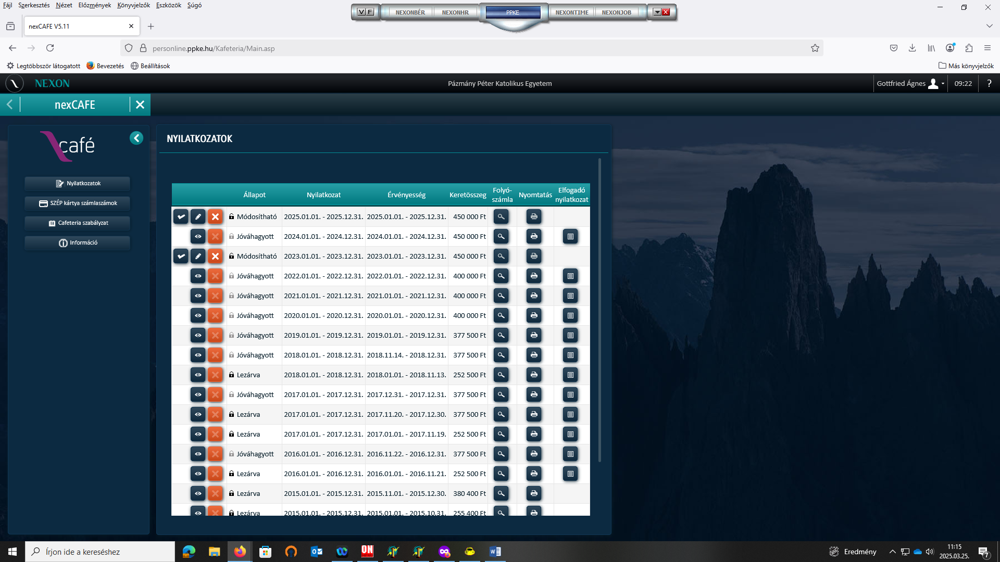 Fájl Szerkesztés Nézet Előzmények Könyvjelzők Eszközök Súgó
VF NEXONBÉR NEXONHR PPKE NEXONTIME NEXONJOB
nexCAFE V5.11
personline.ppke.hu/Kafeteria/Main.asp
Legtöbbször látogatott Bevezetés Beállítások Más könyvjelzők
NEXON Pázmány Péter Katolikus Egyetem Gottfried Ágnes 09:22 ?
nexCAFE
café
Nyilatkozatok
SZÉP kártya számlaszámok
Cafeteria szabályzat
Információ
NYILATKOZATOK
Állapot Nyilatkozat Érvényesség Keretösszeg Folyó-számla Nyomtatás Elfogadó nyilatkozat
Módosítható 2025.01.01. - 2025.12.31. 2025.01.01. - 2025.12.31. 450 000 Ft
Jóváhagyott 2024.01.01. - 2024.12.31. 2024.01.01. - 2024.12.31. 450 000 Ft
Módosítható 2023.01.01. - 2023.12.31. 2023.01.01. - 2023.12.31. 450 000 Ft
Jóváhagyott 2022.01.01. - 2022.12.31. 2022.01.01. - 2022.12.31. 400 000 Ft
Jóváhagyott 2021.01.01. - 2021.12.31. 2021.01.01. - 2021.12.31. 400 000 Ft
Jóváhagyott 2020.01.01. - 2020.12.31. 2020.01.01. - 2020.12.31. 400 000 Ft
Jóváhagyott 2019.01.01. - 2019.12.31. 2019.01.01. - 2019.12.31. 377 500 Ft
Jóváhagyott 2018.01.01. - 2018.12.31. 2018.11.14. - 2018.12.31. 377 500 Ft
Lezárva 2018.01.01. - 2018.12.31. 2018.01.01. - 2018.11.13. 252 500 Ft
Jóváhagyott 2017.01.01. - 2017.12.31. 2017.12.31. - 2017.12.31. 377 500 Ft
Lezárva 2017.01.01. - 2017.12.31. 2017.11.20. - 2017.12.30. 377 500 Ft
Lezárva 2017.01.01. - 2017.12.31. 2017.01.01. - 2017.11.19. 252 500 Ft
Jóváhagyott 2016.01.01. - 2016.12.31. 2016.11.22. - 2016.12.31. 377 500 Ft
Lezárva 2016.01.01. - 2016.12.31. 2016.01.01. - 2016.11.21. 252 500 Ft
Lezárva 2015.01.01. - 2015.12.31. 2015.11.01. - 2015.12.30. 380 400 Ft
Lezárva 2015.01.01. - 2015.12.31. 2015.01.01. - 2015.10.31. 255 400 Ft
Írjon ide a kereséshez ON Eredmény 11:15
2025.03.25. 7